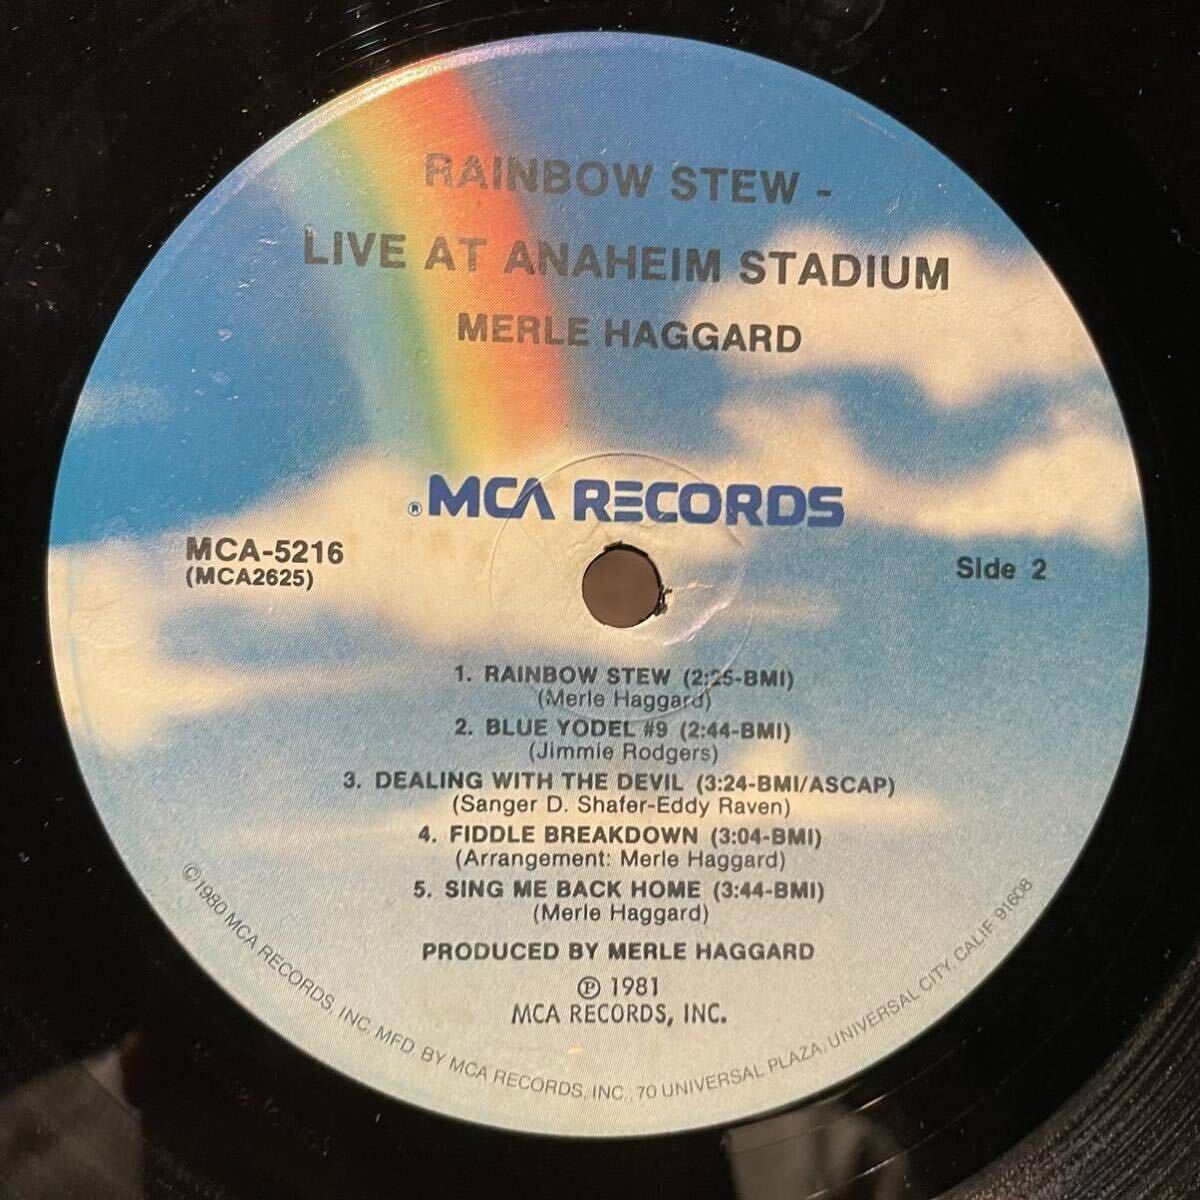 RAINBOW STEW -
LIVE AT ANAHEIM STADIUM
MERLE HAGGARD
® MCA RECORDS
MCA-5216
(MCA2625)
Side 2
1. RAINBOW STEW (2:25-BMI)
(Merle Haggard)
2. BLUE YODEL #9 (2:44-BMI)
(Jimmie Rodgers)
3. DEALING WITH THE DEVIL (3:24-BMI/ASCAP)
(Sanger D. Shafer-Eddy Raven)
4. FIDDLE BREAKDOWN (3:04-BMI)
(Arrangement: Merle Haggard)
5. SING ME BACK HOME (3:44-BMI)
(Merle Haggard)
PRODUCED BY MERLE HAGGARD
℗ 1981
MCA RECORDS, INC.
©1980 MCA RECORDS, INC. MFD. BY MCA RECORDS, INC., 70 UNIVERSAL PLAZA, UNIVERSAL CITY, CALIF. 91608